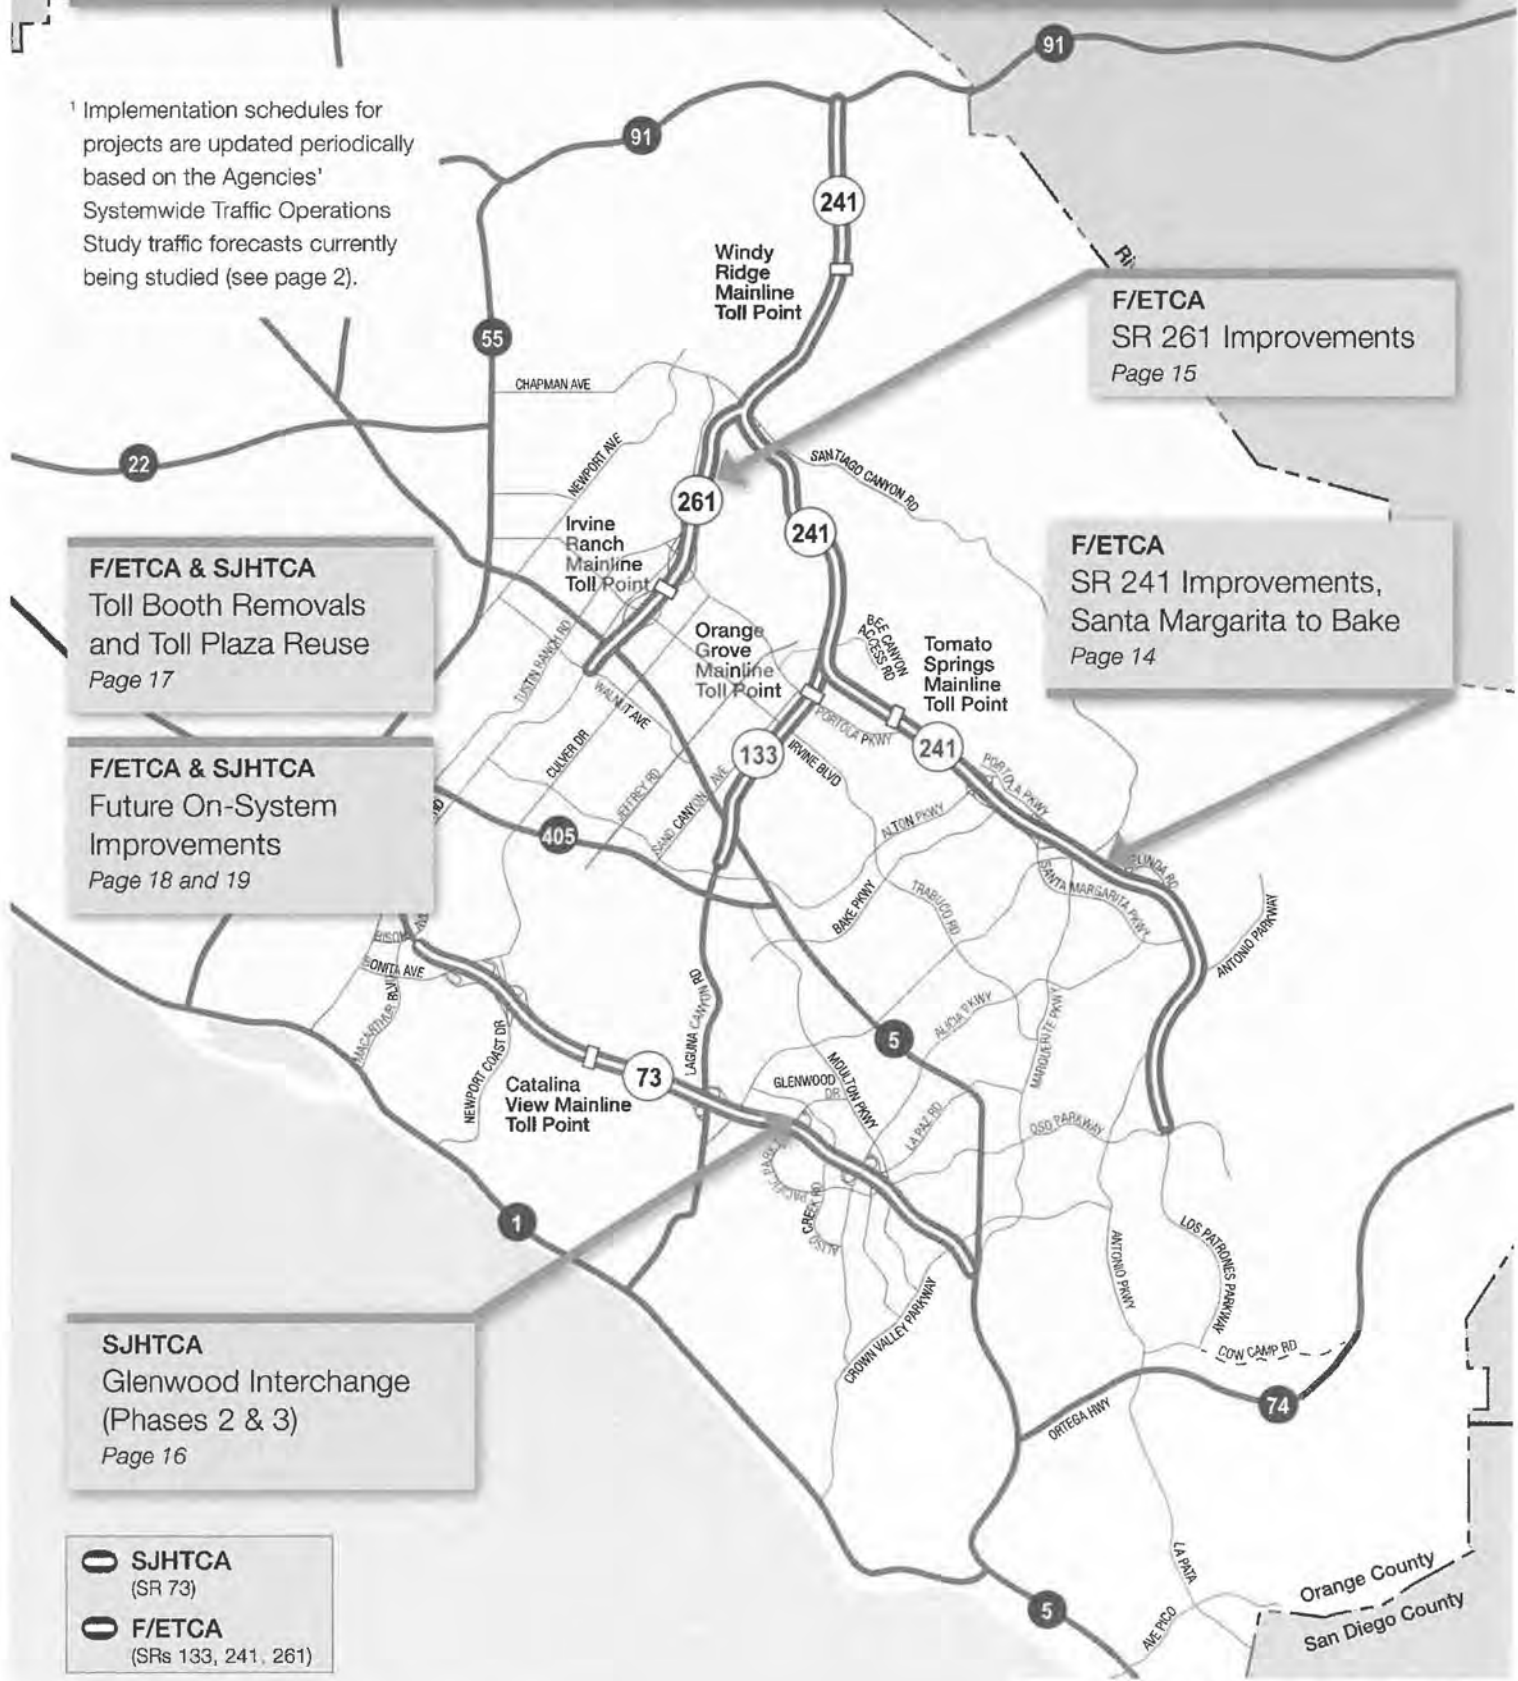 91
¹ Implementation schedules for
projects are updated periodically
based on the Agencies'
Systemwide Traffic Operations
Study traffic forecasts currently
being studied (see page 2).
91
241
Windy
Ridge
Mainline
Toll Point
F/ETCA
SR 261 Improvements
Page 15
55
CHAPMAN AVE
22
NEWPORT AVE
SANTIAGO CANYON RD
261
241
Irvine
Ranch
Mainline
Toll Point
F/ETCA & SJHTCA
Toll Booth Removals
and Toll Plaza Reuse
Page 17
F/ETCA
SR 241 Improvements,
Santa Margarita to Bake
Page 14
TUSTIN RANCH RD
WALNUT AVE
Orange
Grove
Mainline
Toll Point
BEE CANYON
ACCESS RD
Tomato
Springs
Mainline
Toll Point
PORTOLA PKWY
241
133
IRVINE BLVD
CULVER DR
JEFFREY RD
SAND CANYON AVE
PORTOLA PKWY
ALTON PKWY
F/ETCA & SJHTCA
Future On-System
Improvements
Page 18 and 19
405
SANTA MARGARITA PKWY
BAKE PKWY
TRABUCO RD
ANTONIO PARKWAY
BISON
BONITA AVE
MACARTHUR BLVD
NEWPORT COAST DR
LAGUNA CANYON RD
ALICIA PKWY
MARGUERITE PKWY
5
73
Catalina
View Mainline
Toll Point
GLENWOOD
DR
MOULTON PKWY
LA PAZ RD
OSO PARKWAY
PACIFIC PARK
ALISO CREEK RD
1
ANTONIO PKWY
LOS PATRONES PARKWAY
CROWN VALLEY PARKWAY
COW CAMP RD
SJHTCA
Glenwood Interchange
(Phases 2 & 3)
Page 16
74
ORTEGA HWY
LA PATA
AVE PICO
5
Orange County
San Diego County
SJHTCA
(SR 73)
F/ETCA
(SRs 133, 241, 261)